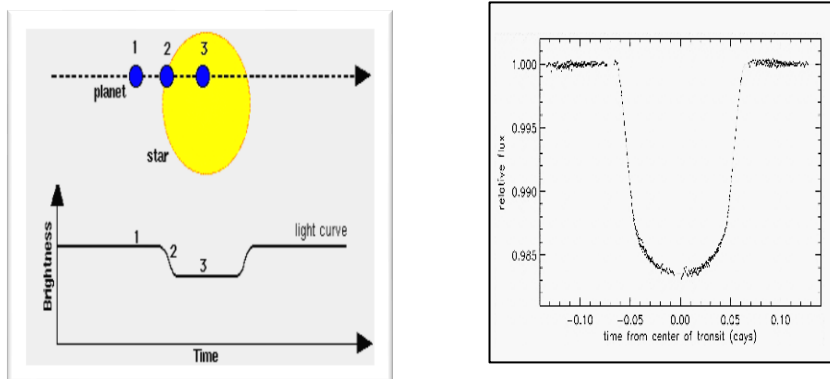 1 2 3
planet
star
Brightness
1
2
3
light curve
Time
relative flux
1.000
0.995
0.990
0.985
-0.10 -0.05 0.00 0.05 0.10
time from center of transit (cays)